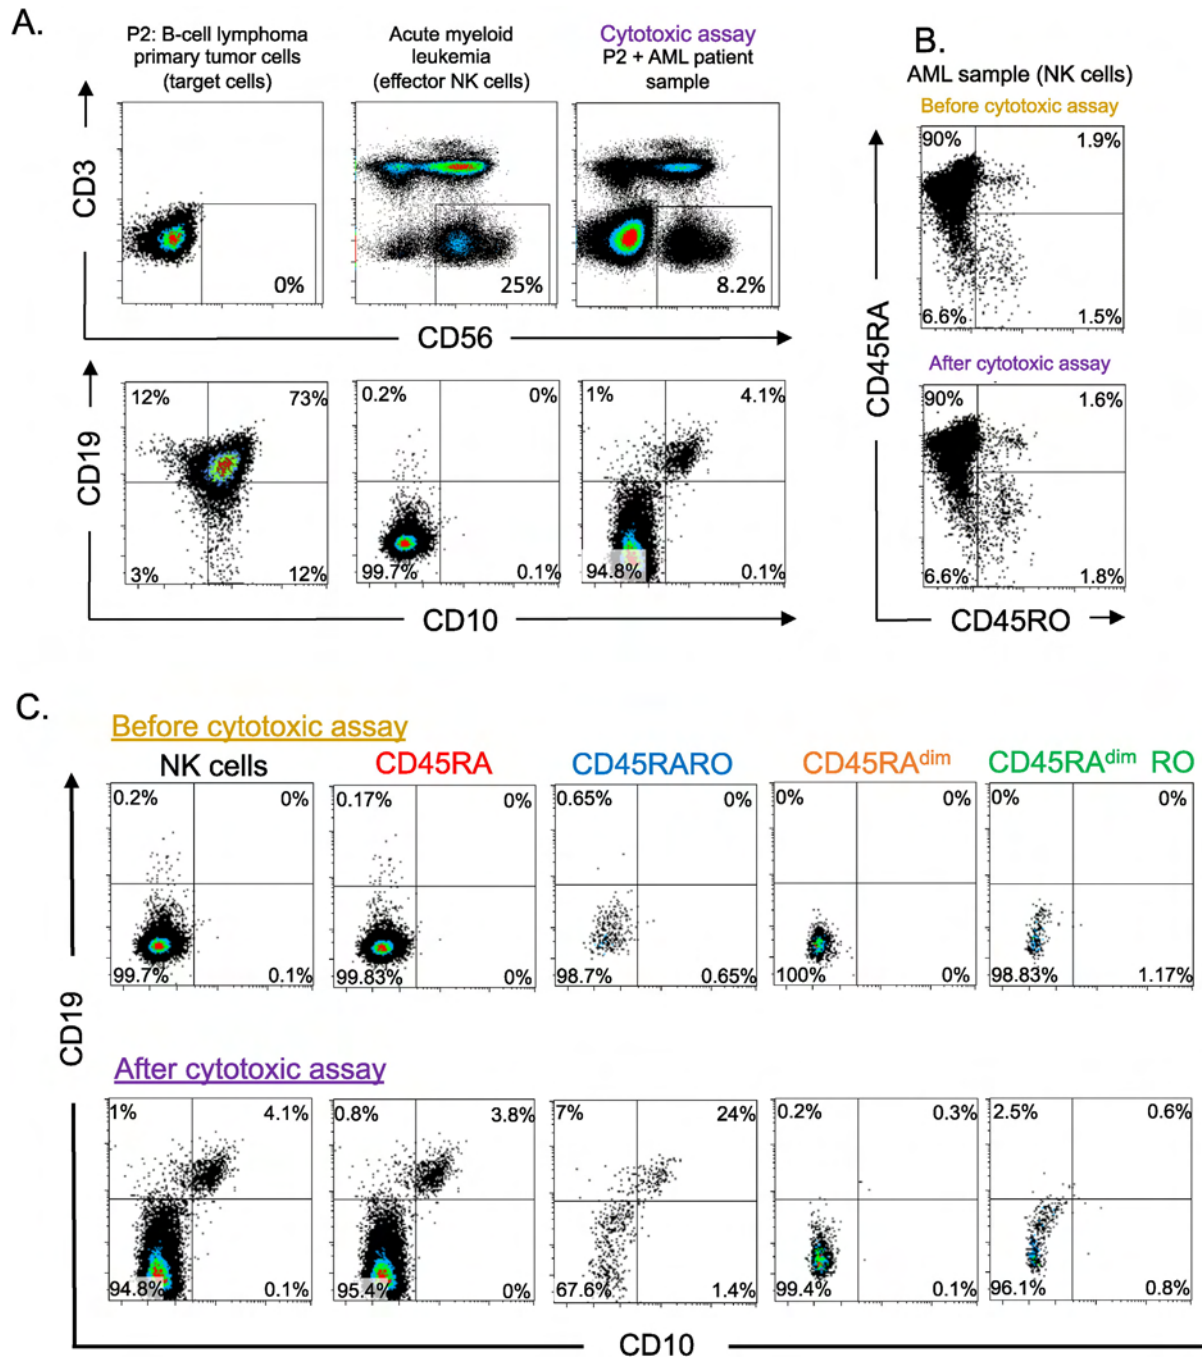 A.
P2: B-cell lymphoma
primary tumor cells
(target cells)
Acute myeloid
leukemia
(effector NK cells)
Cytotoxic assay
P2 + AML patient
sample
CD3
0%
25%
8.2%
CD56
CD19
12%
73%
3%
12%
0.2%
0%
99.7%
0.1%
1%
4.1%
94.8%
0.1%
CD10
B.
AML sample (NK cells)
Before cytotoxic assay
CD45RA
90%
1.9%
6.6%
1.5%
After cytotoxic assay
90%
1.6%
6.6%
1.8%
CD45RO
C.
Before cytotoxic assay
NK cells
CD45RA
CD45RARO
CD45RAdim
CD45RAdim RO
CD19
0.2%
0%
99.7%
0.1%
0.17%
0%
99.83%
0%
0.65%
0%
98.7%
0.65%
0%
0%
100%
0%
0%
0%
98.83%
1.17%
After cytotoxic assay
1%
4.1%
94.8%
0.1%
0.8%
3.8%
95.4%
0%
7%
24%
67.6%
1.4%
0.2%
0.3%
99.4%
0.1%
2.5%
0.6%
96.1%
0.8%
CD10